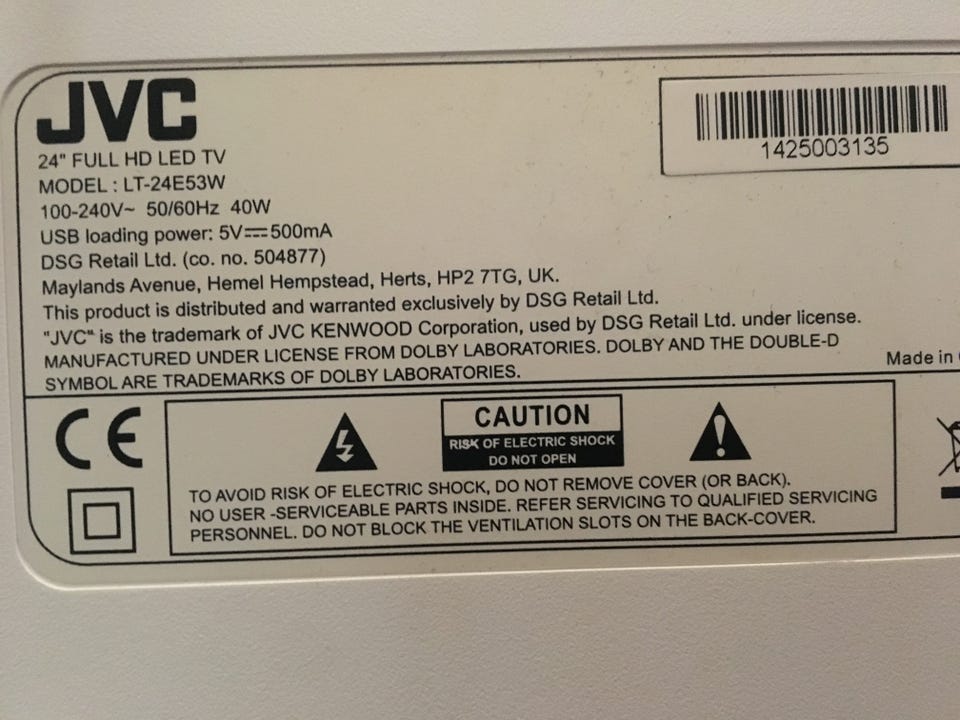 JVC
24" FULL HD LED TV
MODEL : LT-24E53W
100-240V~ 50/60Hz 40W
USB loading power: 5V⎓500mA
DSG Retail Ltd. (co. no. 504877)
Maylands Avenue, Hemel Hempstead, Herts, HP2 7TG, UK.
This product is distributed and warranted exclusively by DSG Retail Ltd.
"JVC" is the trademark of JVC KENWOOD Corporation, used by DSG Retail Ltd. under license.
MANUFACTURED UNDER LICENSE FROM DOLBY LABORATORIES. DOLBY AND THE DOUBLE-D
SYMBOL ARE TRADEMARKS OF DOLBY LABORATORIES.
1425003135
Made in
CE
CAUTION
RISK OF ELECTRIC SHOCK
DO NOT OPEN
TO AVOID RISK OF ELECTRIC SHOCK, DO NOT REMOVE COVER (OR BACK).
NO USER -SERVICEABLE PARTS INSIDE. REFER SERVICING TO QUALIFIED SERVICING
PERSONNEL. DO NOT BLOCK THE VENTILATION SLOTS ON THE BACK-COVER.